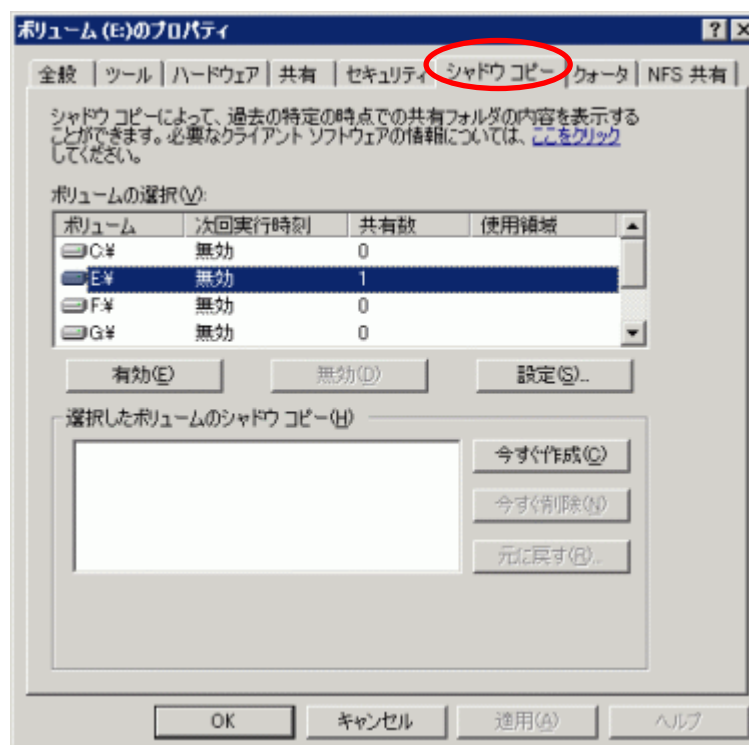 ボリューム (E:)のプロパティ
全般 ツール ハードウェア 共有 セキュリティ シャドウ コピー クォータ NFS 共有
シャドウ コピーによって、過去の特定の時点での共有フォルダの内容を表示する
ことができます。必要なクライアント ソフトウェアの情報については、ここをクリック
してください。
ボリュームの選択(V):
ボリューム 次回実行時刻 共有数 使用領域
C:¥ 無効 0
E:¥ 無効 1
F:¥ 無効 0
G:¥ 無効 0
有効(E) 無効(D) 設定(S)...
選択したボリュームのシャドウ コピー(H)
今すぐ作成(C)
今すぐ削除(N)
元に戻す(R)...
OK キャンセル 適用(A) ヘルプ